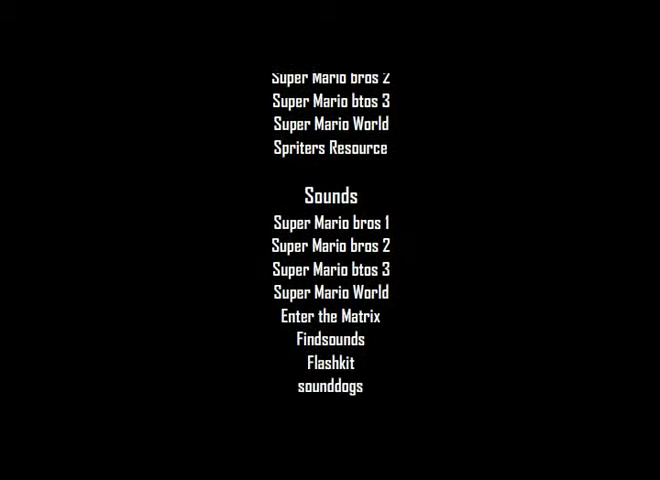 Super Mario bros 2
Super Mario btos 3
Super Mario World
Spriters Resource
Sounds
Super Mario bros 1
Super Mario bros 2
Super Mario btos 3
Super Mario World
Enter the Matrix
Findsounds
Flashkit
sounddogs